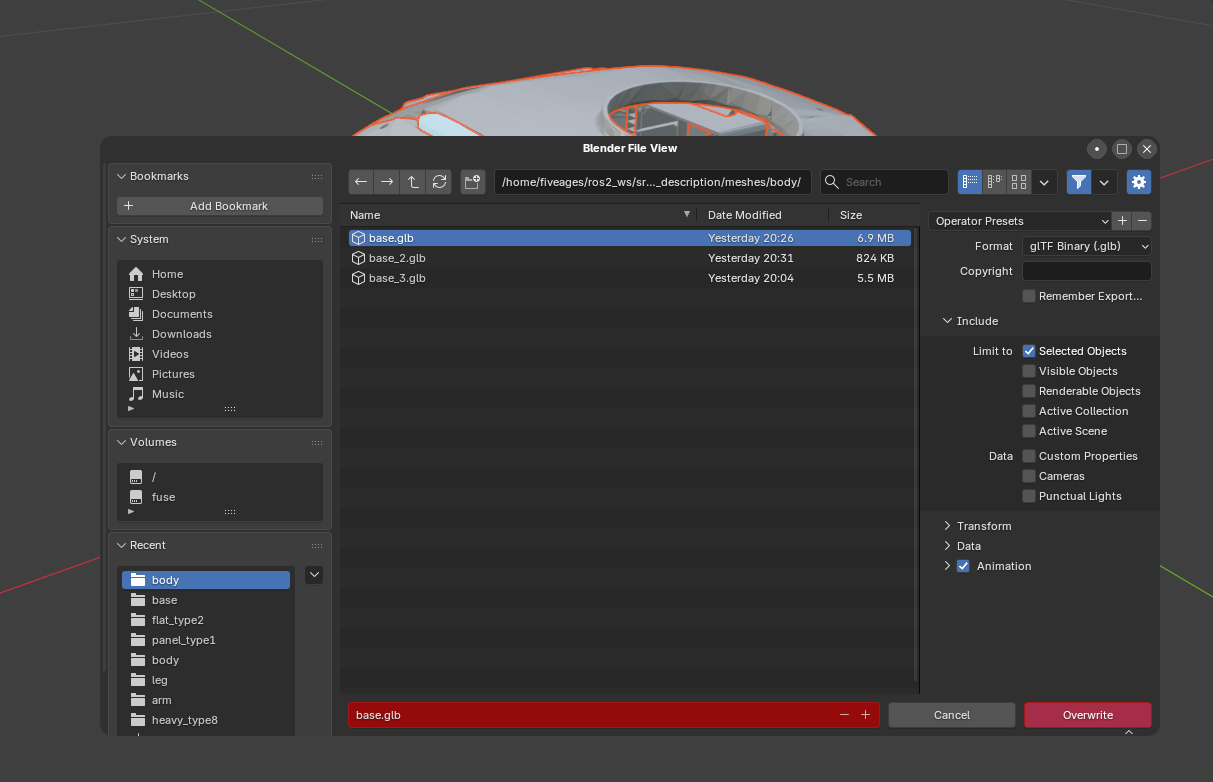 Blender File View
Bookmarks
Add Bookmark
System
Home
Desktop
Documents
Downloads
Videos
Pictures
Music
Volumes
/
fuse
Recent
body
base
flat_type2
panel_type1
body
leg
arm
heavy_type8
/home/fiveages/ros2_ws/sr..._description/meshes/body/
Search
Name Date Modified Size
base.glb Yesterday 20:26 6.9 MB
base_2.glb Yesterday 20:31 824 KB
base_3.glb Yesterday 20:04 5.5 MB
Operator Presets
Format glTF Binary (.glb)
Copyright
Remember Export...
Include
Limit to Selected Objects
Visible Objects
Renderable Objects
Active Collection
Active Scene
Data Custom Properties
Cameras
Punctual Lights
Transform
Data
Animation
base.glb
Cancel
Overwrite